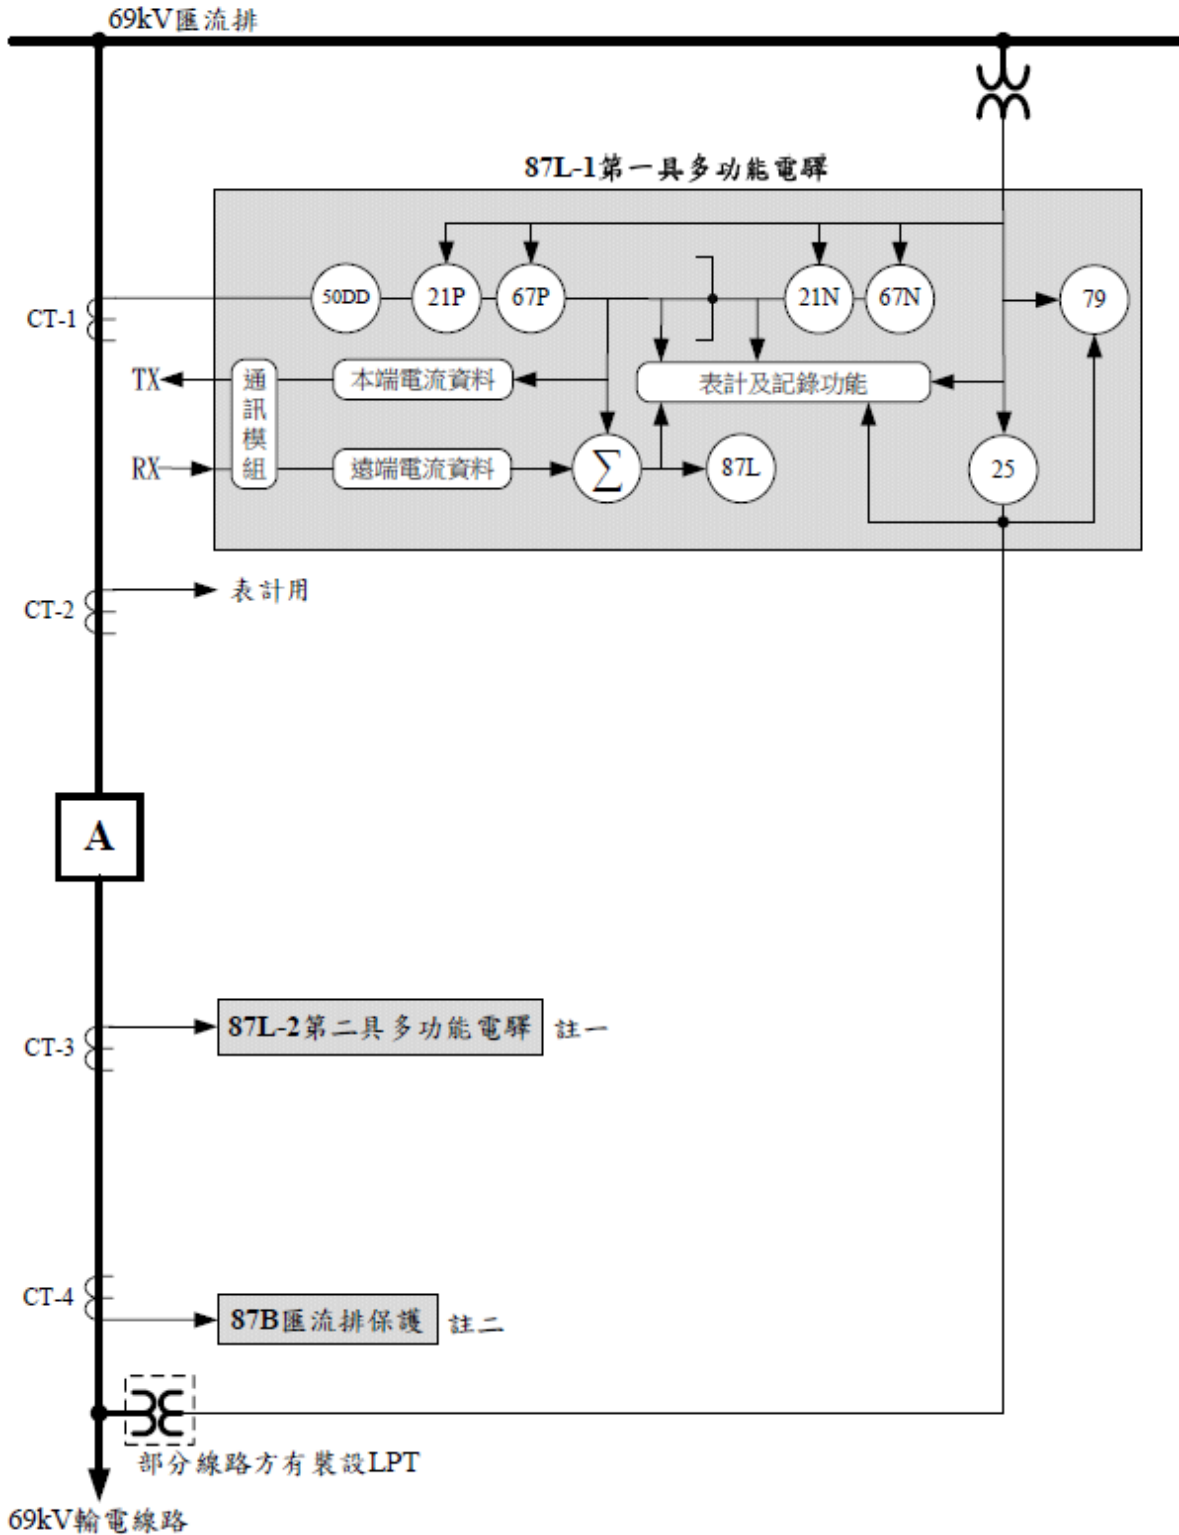 69kV匯流排
87L-1第一具多功能電驛
50DD
21P
67P
21N
67N
79
CT-1
TX
通訊模組
本端電流資料
表計及記錄功能
RX
遠端電流資料
∑
87L
25
CT-2
表計用
A
87L-2第二具多功能電驛
註一
CT-3
CT-4
87B匯流排保護
註二
部分線路方有裝設LPT
69kV輸電線路